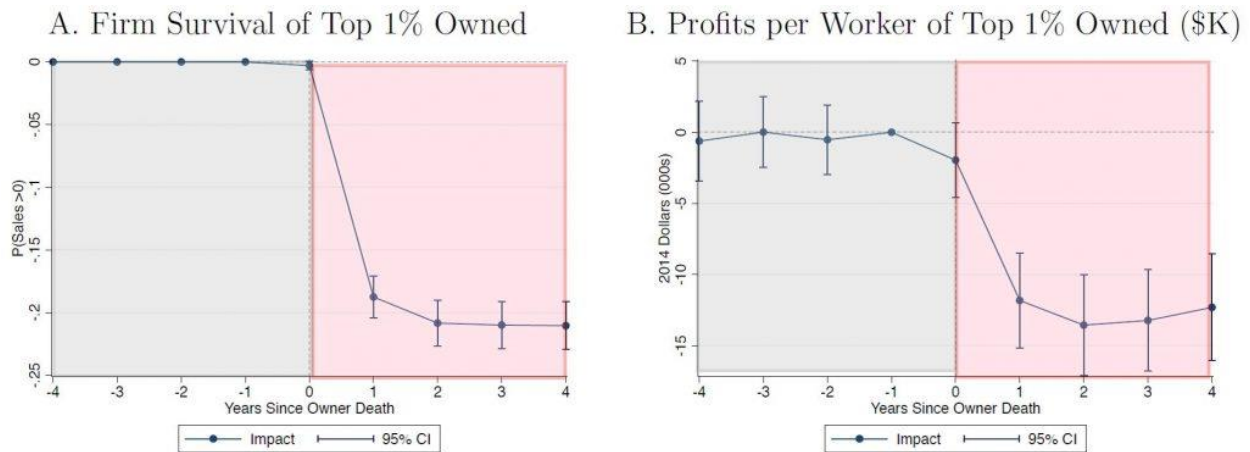 A. Firm Survival of Top 1% Owned
0
-.05
-.1
-.15
-.2
-.25
P(Sales >0)
-4 -3 -2 -1 0 1 2 3 4
Years Since Owner Death
Impact 95% CI
B. Profits per Worker of Top 1% Owned ($K)
5
0
-5
-10
-15
2014 Dollars (000s)
-4 -3 -2 -1 0 1 2 3 4
Years Since Owner Death
Impact 95% CI